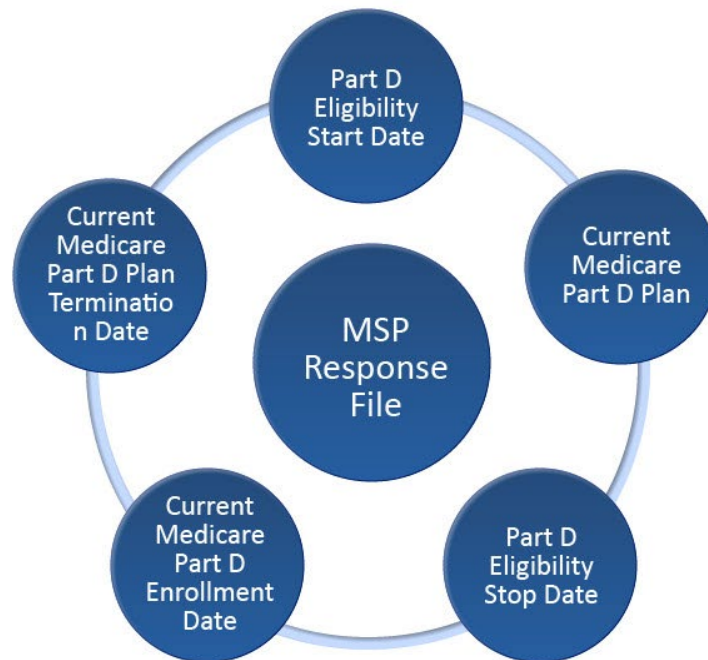 Part D
Eligibility
Start Date
Current
Medicare
Part D Plan
Part D
Eligibility
Stop Date
Current
Medicare
Part D
Enrollment
Date
Current
Medicare
Part D Plan
Terminatio
n Date
MSP
Response
File